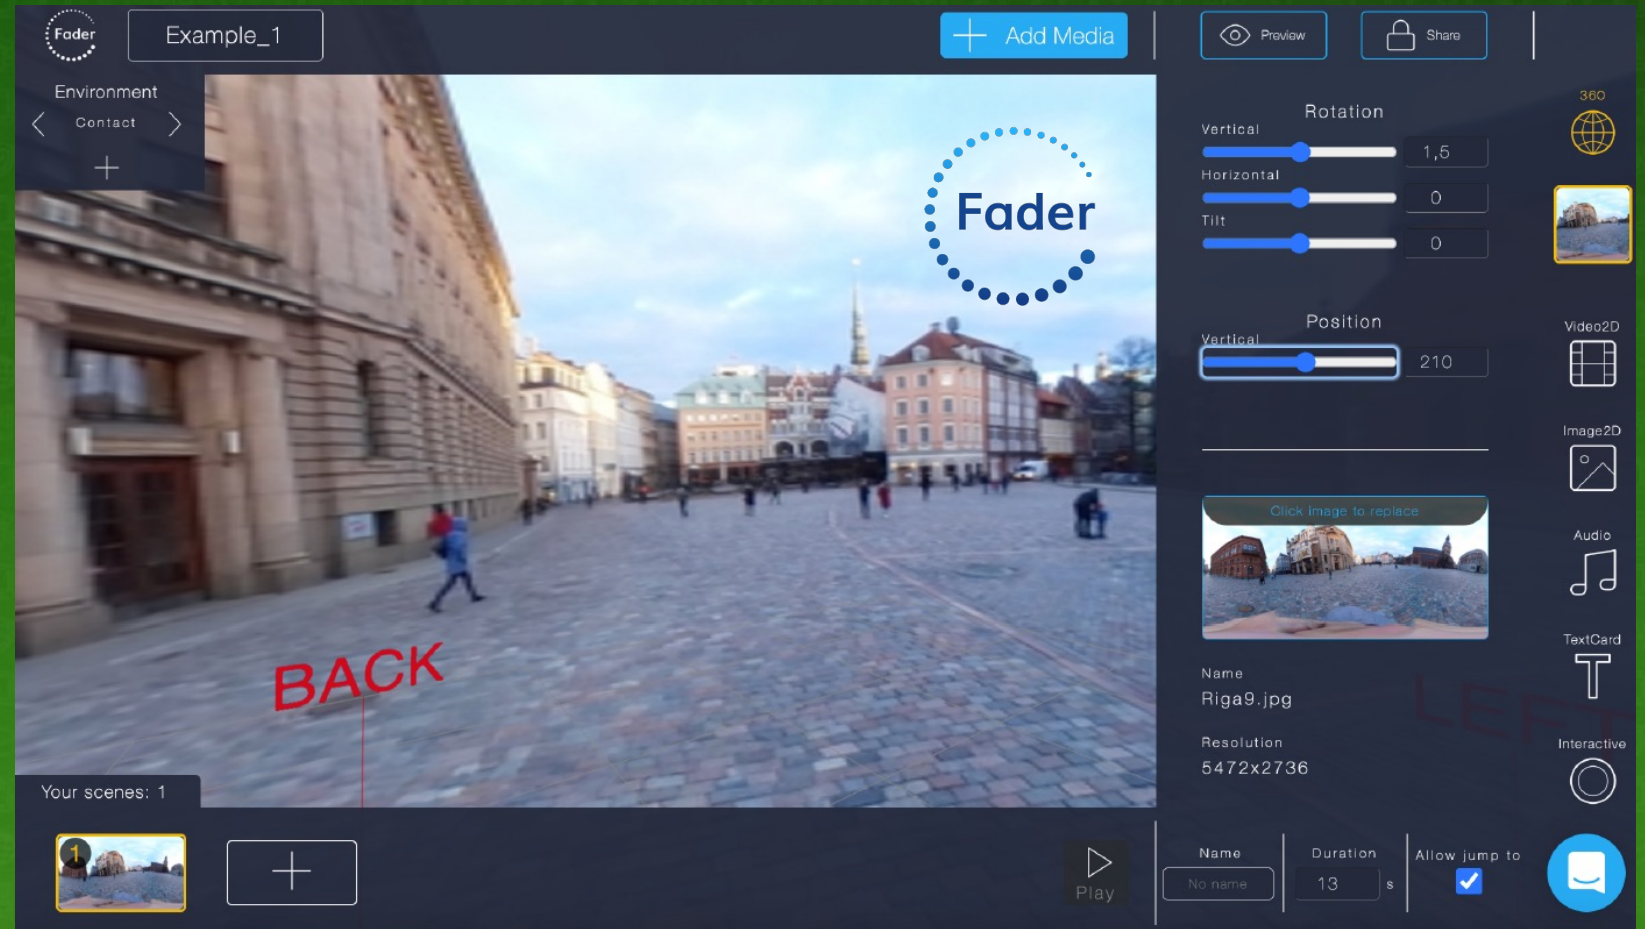 Fader
Example_1
Add Media
Preview
Share
Environment
Contact
Fader
BACK
Rotation
Vertical
1,5
Horizontal
0
Tilt
0
Position
Vertical
210
Click image to replace
Name
Riga9.jpg
Resolution
5472x2736
360
Video2D
Image2D
Audio
TextCard
T
LEFT
Interactive
Your scenes: 1
1
Play
Name
No name
Duration
13 s
Allow jump to